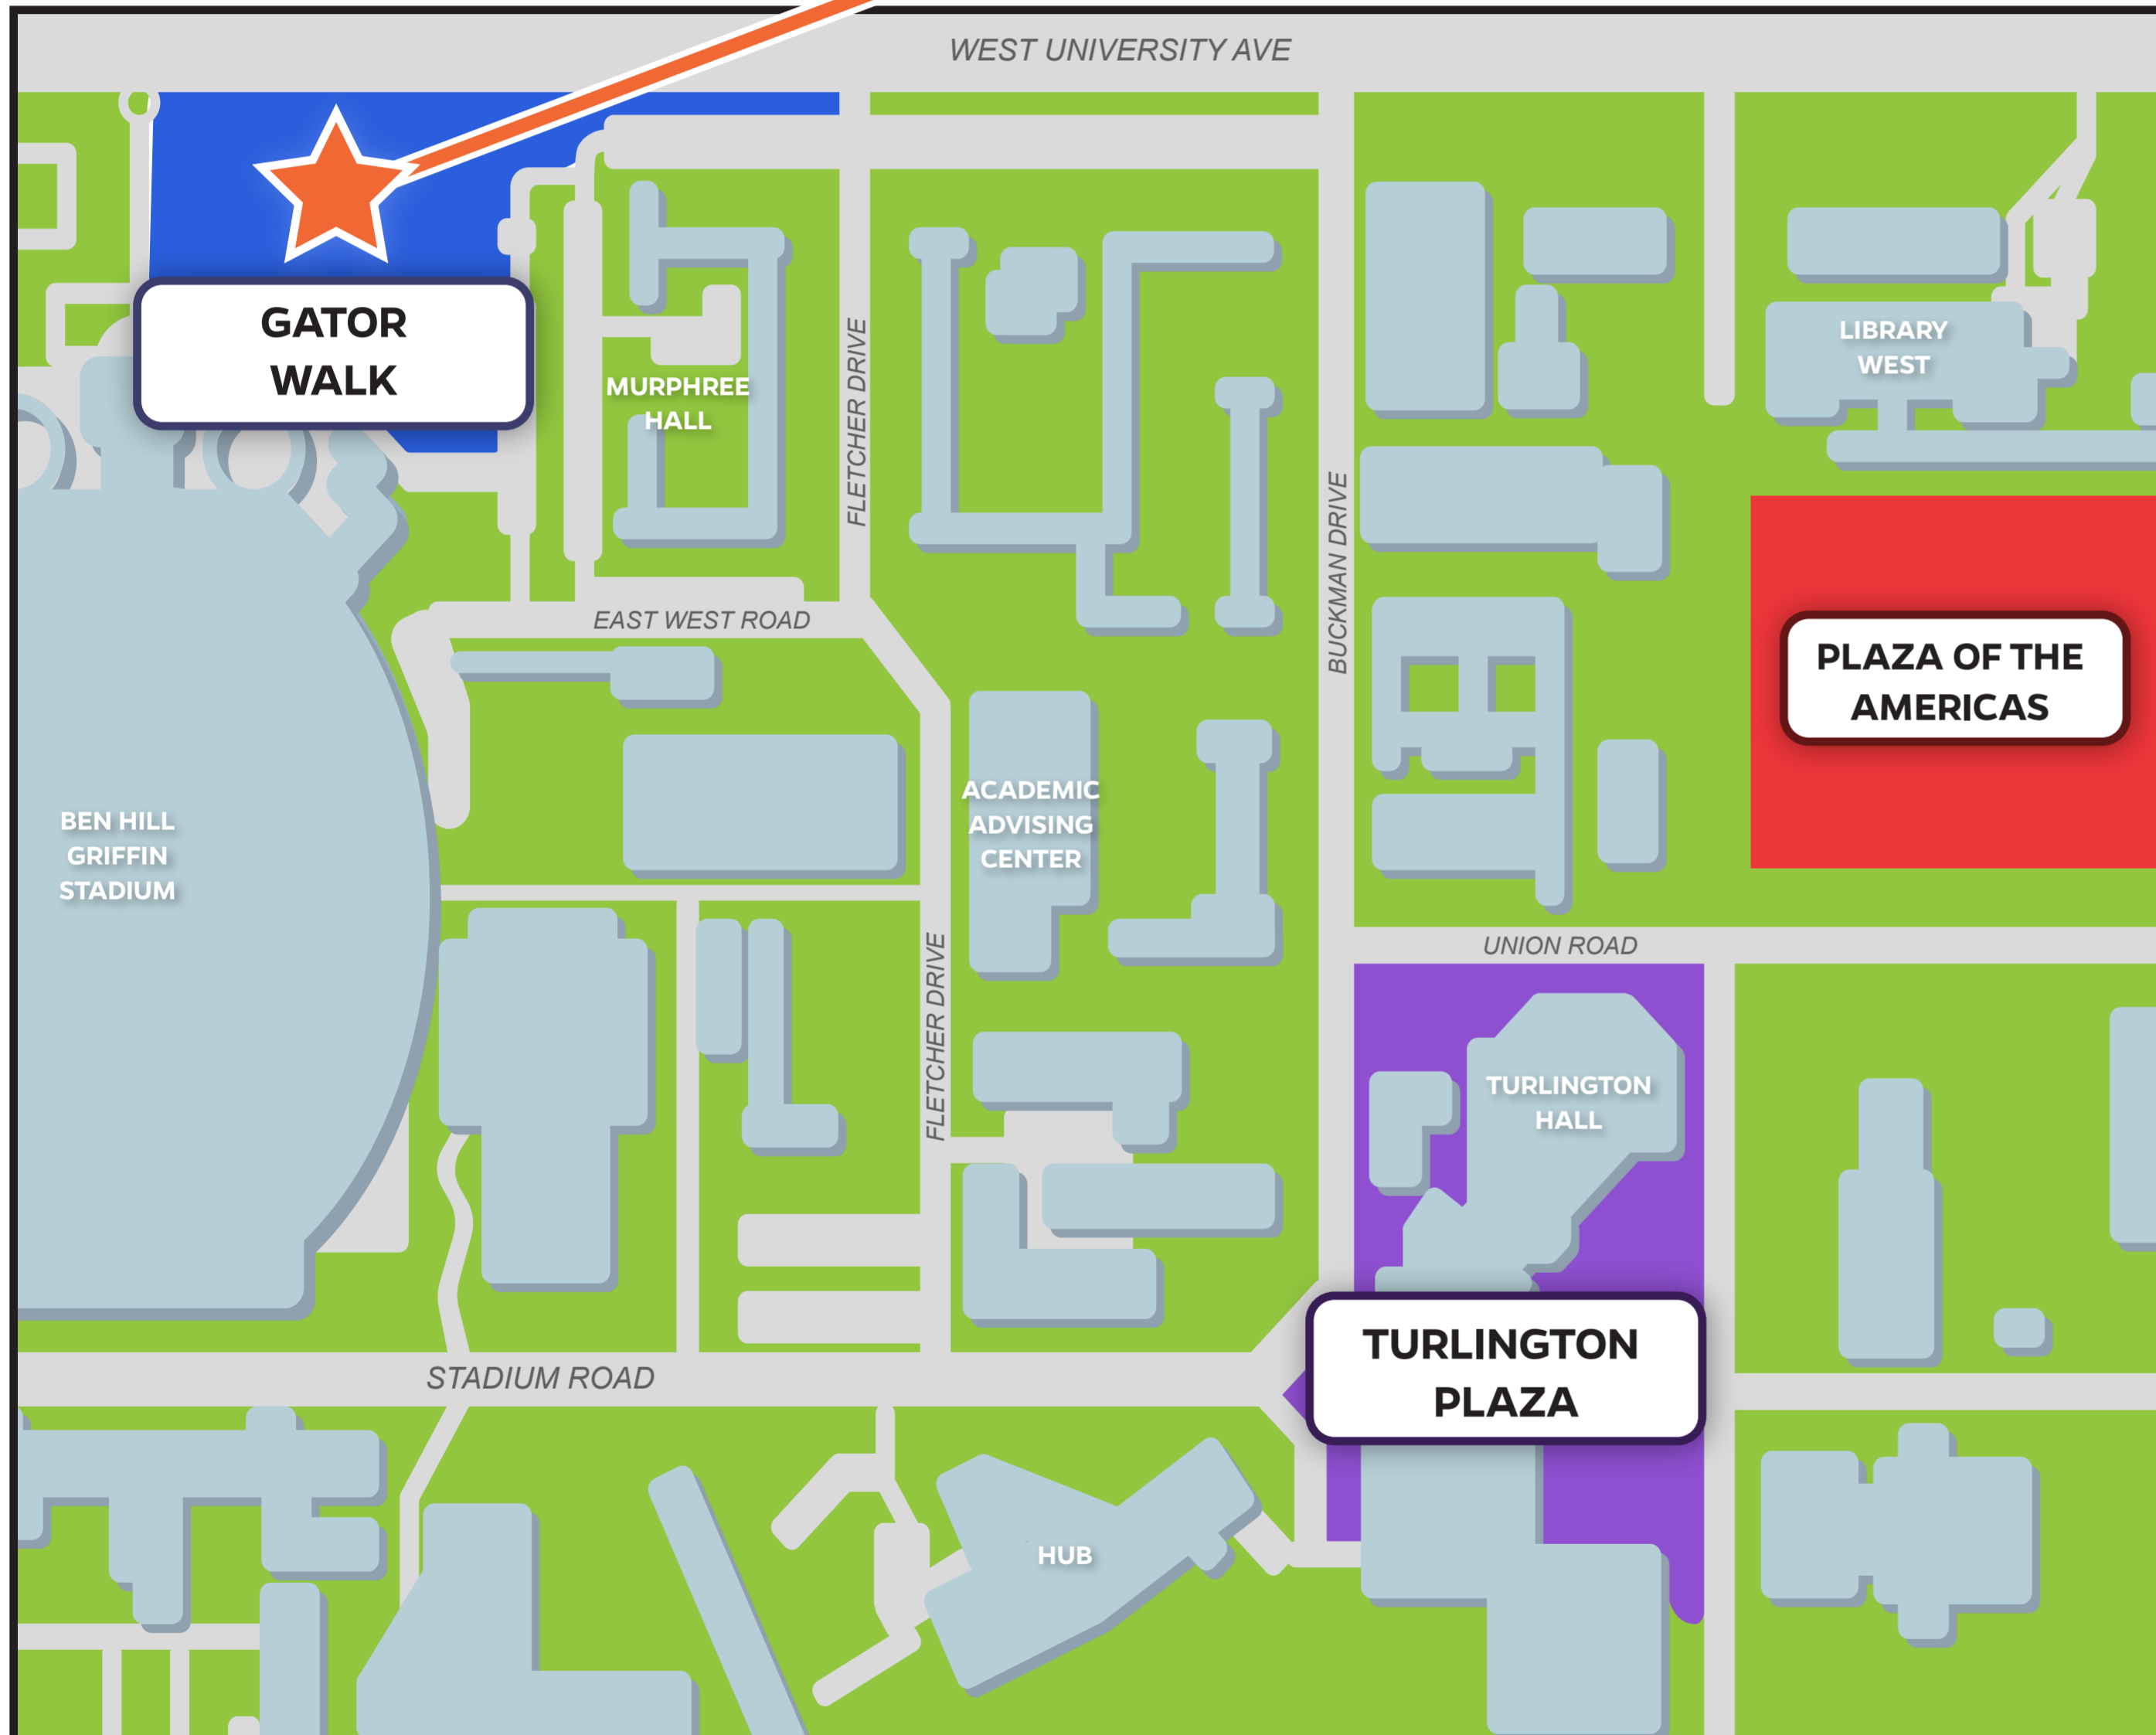 WEST UNIVERSITY AVE
GATOR
WALK
MURPHREE
HALL
FLETCHER DRIVE
LIBRARY
WEST
BUCKMAN DRIVE
EAST WEST ROAD
PLAZA OF THE
AMERICAS
BEN HILL
GRIFFIN
STADIUM
ACADEMIC
ADVISING
CENTER
FLETCHER DRIVE
UNION ROAD
TURLINGTON
HALL
STADIUM ROAD
TURLINGTON
PLAZA
HUB